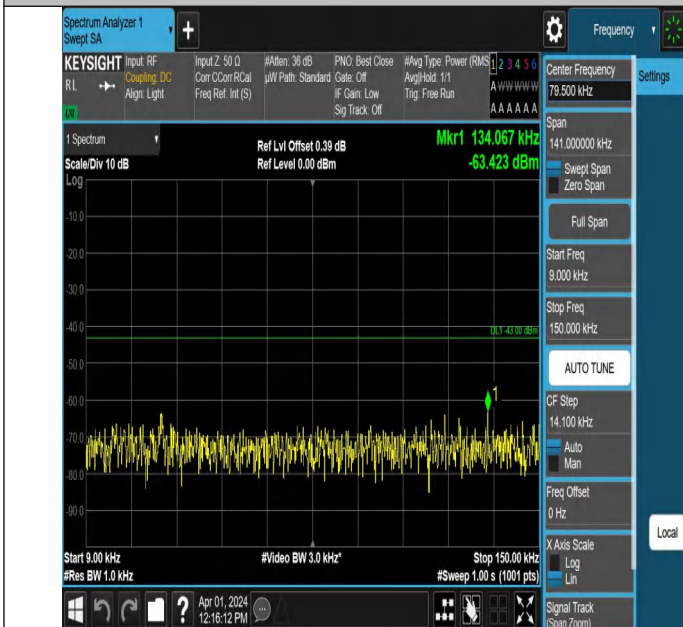 Spectrum Analyzer 1
Swept SA
+
Frequency
KEYSIGHT
RL
Input: RF
Coupling: DC
Align: Light
Input Z: 50 Ω
Corr CCorr RCal
Freq Ref: Int (S)
#Atten: 36 dB
µW Path: Standard
PNO: Best Close
Gate: Off
IF Gain: Low
Sig Track: Off
#Avg Type: Power (RMS
Avg|Hold: 1/1
Trig: Free Run
1 2 3 4 5 6
A W W W W W
A A A A A A
1 Spectrum
Scale/Div 10 dB
Log
Ref Lvl Offset 0.39 dB
Ref Level 0.00 dBm
Mkr1 134.067 kHz
-63.423 dBm
-10.0
-20.0
-30.0
-40.0
DL1 -43.00 dBm
-50.0
-60.0
1
-70.0
-80.0
-90.0
Start 9.00 kHz
#Video BW 3.0 kHz*
Stop 150.00 kHz
#Res BW 1.0 kHz
#Sweep 1.00 s (1001 pts)
?
Apr 01, 2024
12:16:12 PM
Center Frequency
79.500 kHz
Settings
Span
141.000000 kHz
Swept Span
Zero Span
Full Span
Start Freq
9.000 kHz
Stop Freq
150.000 kHz
AUTO TUNE
CF Step
14.100 kHz
Auto
Man
Freq Offset
0 Hz
Local
X Axis Scale
Log
Lin
Signal Track
(Span Zoom)